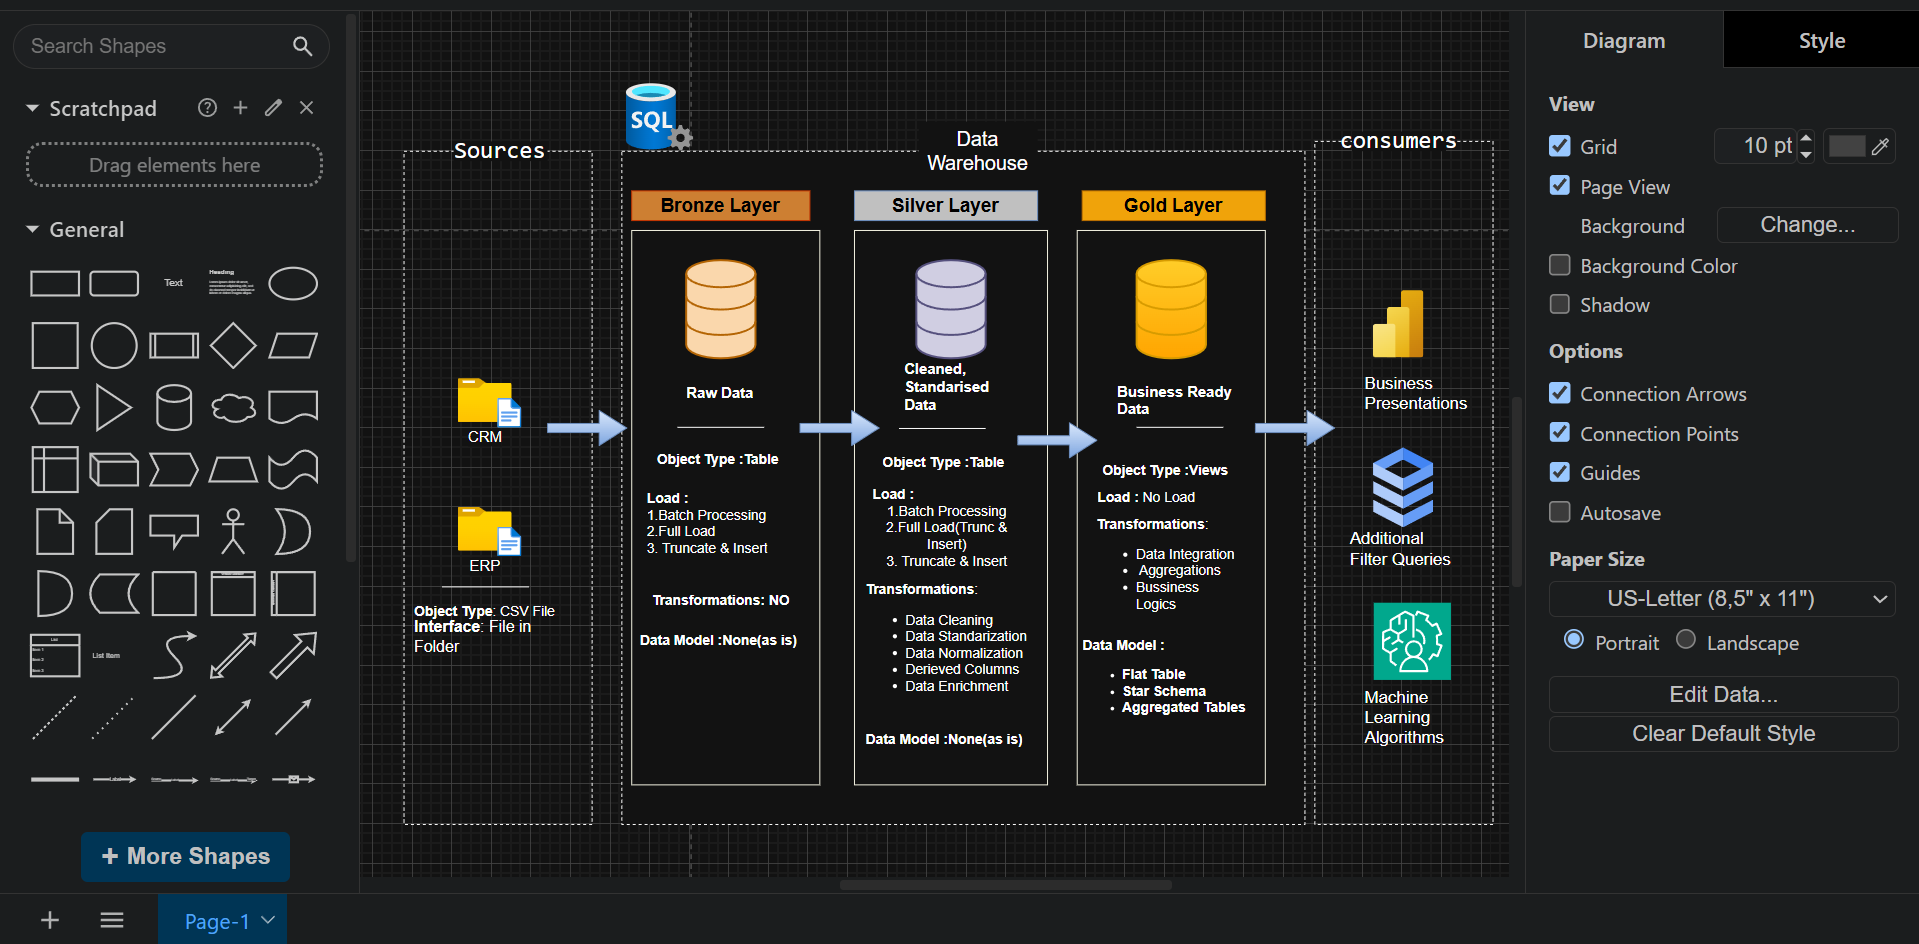 Search Shapes
Scratchpad
Drag elements here
General
Text
Heading
List
Item 1
Item 2
Item 3
List Item
Label
+ More Shapes
Page-1
SQL
Sources
CRM
ERP
Object Type: CSV File
Interface: File in
Folder
Data
Warehouse
Bronze Layer
Raw Data
Object Type :Table
Load :
1.Batch Processing
2.Full Load
3. Truncate & Insert
Transformations: NO
Data Model :None(as is)
Silver Layer
Cleaned,
Standarised
Data
Object Type :Table
Load :
1.Batch Processing
2.Full Load(Trunc &
Insert)
3. Truncate & Insert
Transformations:
• Data Cleaning
• Data Standarization
• Data Normalization
• Derieved Columns
• Data Enrichment
Data Model :None(as is)
Gold Layer
Business Ready
Data
Object Type :Views
Load : No Load
Transformations:
• Data Integration
• Aggregations
• Bussiness
Logics
Data Model :
• Flat Table
• Star Schema
• Aggregated Tables
consumers
Business
Presentations
Additional
Filter Queries
Machine
Learning
Algorithms
Diagram
Style
View
Grid
10 pt
Page View
Background
Change...
Background Color
Shadow
Options
Connection Arrows
Connection Points
Guides
Autosave
Paper Size
US-Letter (8,5" x 11")
Portrait
Landscape
Edit Data...
Clear Default Style